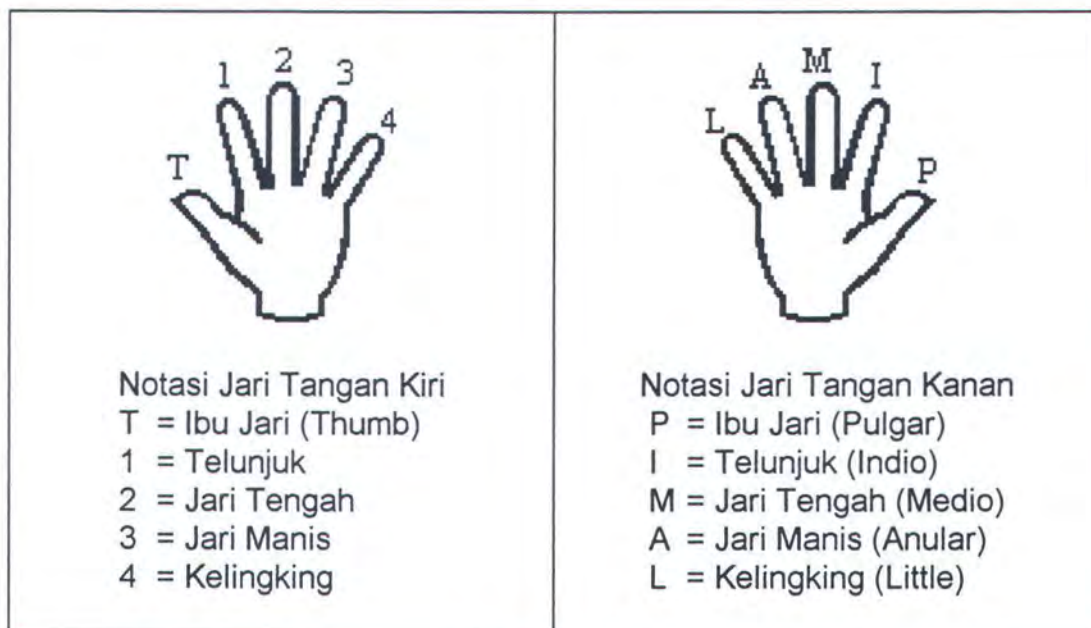 T 1 2 3 4
Notasi Jari Tangan Kiri
T = Ibu Jari (Thumb)
1 = Telunjuk
2 = Jari Tengah
3 = Jari Manis
4 = Kelingking
L A M I P
Notasi Jari Tangan Kanan
P = Ibu Jari (Pulgar)
I = Telunjuk (Indio)
M = Jari Tengah (Medio)
A = Jari Manis (Anular)
L = Kelingking (Little)